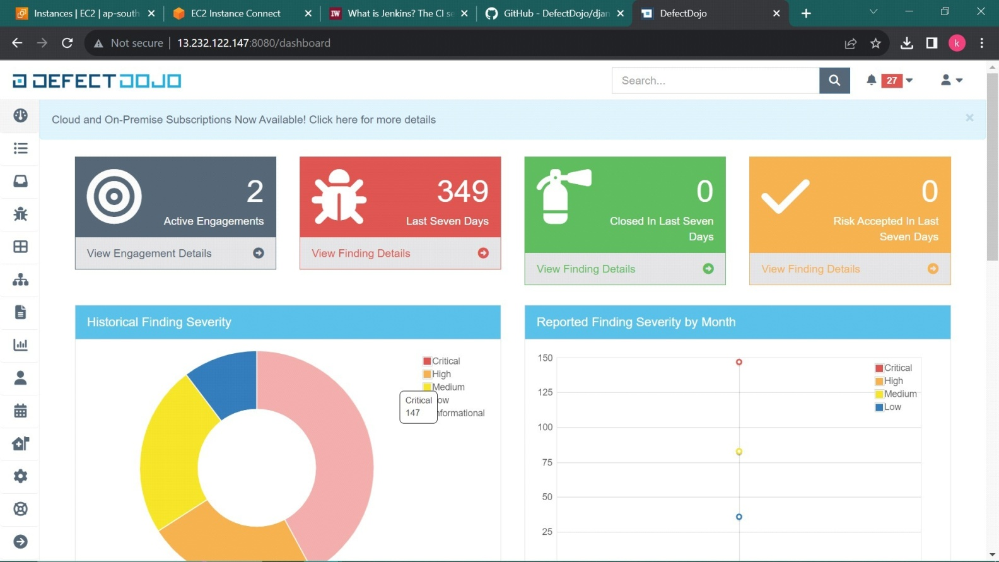 Instances | EC2 | ap-south
EC2 Instance Connect
IW
What is Jenkins? The CI se
GitHub - DefectDojo/djan
DefectDojo
Not secure
13.232.122.147:8080/dashboard
k
DEFECTDOJO
Search...
27
Cloud and On-Premise Subscriptions Now Available! Click here for more details
2
Active Engagements
View Engagement Details
349
Last Seven Days
View Finding Details
0
Closed In Last Seven
Days
View Finding Details
0
Risk Accepted In Last
Seven Days
View Finding Details
Historical Finding Severity
Critical
High
Medium
ow
nformational
Critical
147
Reported Finding Severity by Month
150
125
100
75
50
25
Critical
High
Medium
Low